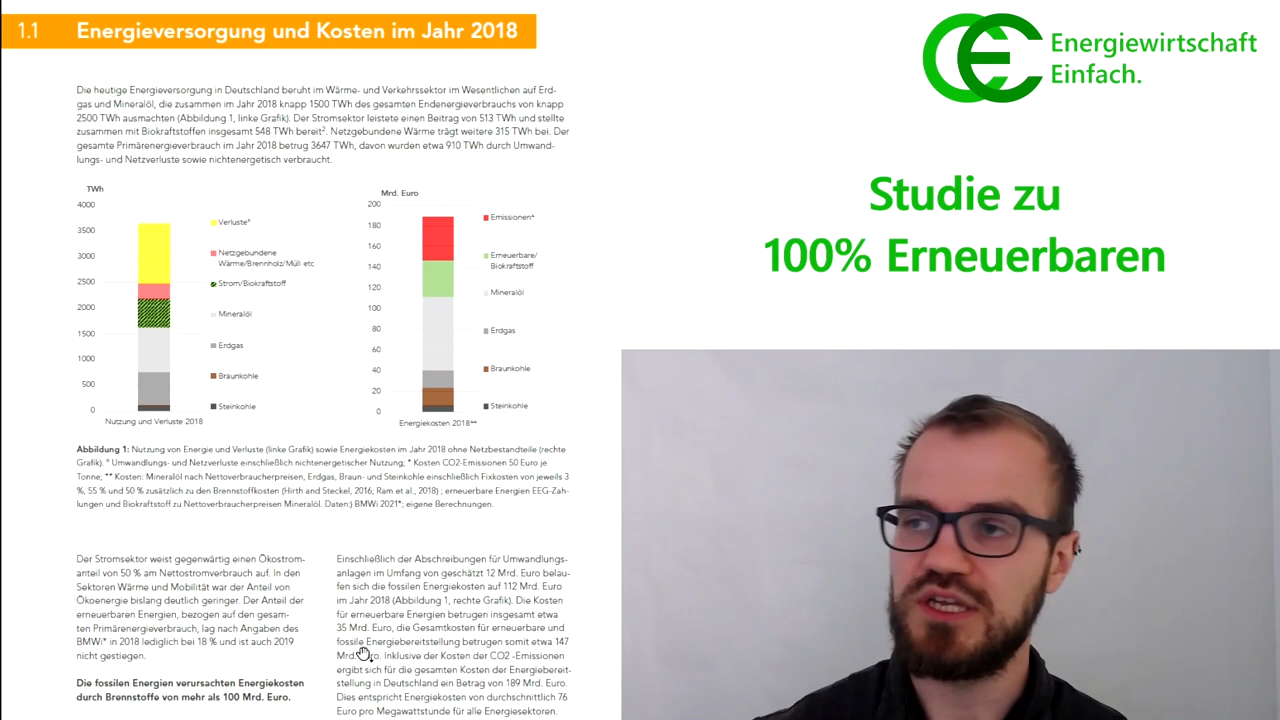 1.1 Energieversorgung und Kosten im Jahr 2018
Energiewirtschaft
Einfach.
Studie zu
100% Erneuerbaren
Die heutige Energieversorgung in Deutschland beruht im Wärme- und Verkehrssektor im Wesentlichen auf Erd-
gas und Mineralöl, die zusammen im Jahr 2018 knapp 1500 TWh des gesamten Endenergieverbrauchs von knapp
2500 TWh ausmachten (Abbildung 1, linke Grafik). Der Stromsektor leistete einen Beitrag von 513 TWh und stellte
zusammen mit Biokraftstoffen insgesamt 548 TWh bereit². Netzgebundene Wärme trägt weitere 315 TWh bei. Der
gesamte Primärenergieverbrauch im Jahr 2018 betrug 3647 TWh, davon wurden etwa 910 TWh durch Umwand-
lungs- und Netzverluste sowie nichtenergetisch verbraucht.
TWh
4000
3500
3000
2500
2000
1500
1000
500
0
Verluste°
Netzgebundene
Wärme/Brennholz/Müll etc
Strom/Biokraftstoff
Mineralöl
Erdgas
Braunkohle
Steinkohle
Nutzung und Verluste 2018
Mrd. Euro
200
180
160
140
120
100
80
60
40
20
0
Emissionen*
Erneuerbare/
Biokraftstoff
Mineralöl
Erdgas
Braunkohle
Steinkohle
Energiekosten 2018**
Abbildung 1: Nutzung von Energie und Verluste (linke Grafik) sowie Energiekosten im Jahr 2018 ohne Netzbestandteile (rechte
Grafik). ° Umwandlungs- und Netzverluste einschließlich nichtenergetischer Nutzung; * Kosten CO2-Emissionen 50 Euro je
Tonne; ** Kosten: Mineralöl nach Nettoverbraucherpreisen, Erdgas, Braun- und Steinkohle einschließlich Fixkosten von jeweils 3
%, 55 % und 50 % zusätzlich zu den Brennstoffkosten (Hirth and Steckel, 2016; Ram et al., 2018) ; erneuerbare Energien EEG-Zah-
lungen und Biokraftstoff zu Nettoverbraucherpreisen Mineralöl. Daten:) BMWi 2021ᵃ; eigene Berechnungen.
Der Stromsektor weist gegenwärtig einen Ökostrom-
anteil von 50 % am Nettostromverbrauch auf. In den
Sektoren Wärme und Mobilität war der Anteil von
Ökoenergie bislang deutlich geringer. Der Anteil der
erneuerbaren Energien, bezogen auf den gesam-
ten Primärenergieverbrauch, lag nach Angaben des
BMWiᵃ in 2018 lediglich bei 18 % und ist auch 2019
nicht gestiegen.
Die fossilen Energien verursachten Energiekosten
durch Brennstoffe von mehr als 100 Mrd. Euro.
Einschließlich der Abschreibungen für Umwandlungs-
anlagen im Umfang von geschätzt 12 Mrd. Euro belau-
fen sich die fossilen Energiekosten auf 112 Mrd. Euro
im Jahr 2018 (Abbildung 1, rechte Grafik). Die Kosten
für erneuerbare Energien betrugen insgesamt etwa
35 Mrd. Euro, die Gesamtkosten für erneuerbare und
fossile Energiebereitstellung betrugen somit etwa 147
Mrd. Euro. Inklusive der Kosten der CO2 -Emissionen
ergibt sich für die gesamten Kosten der Energiebereit-
stellung in Deutschland ein Betrag von 189 Mrd. Euro.
Dies entspricht Energiekosten von durchschnittlich 76
Euro pro Megawattstunde für alle Energiesektoren.